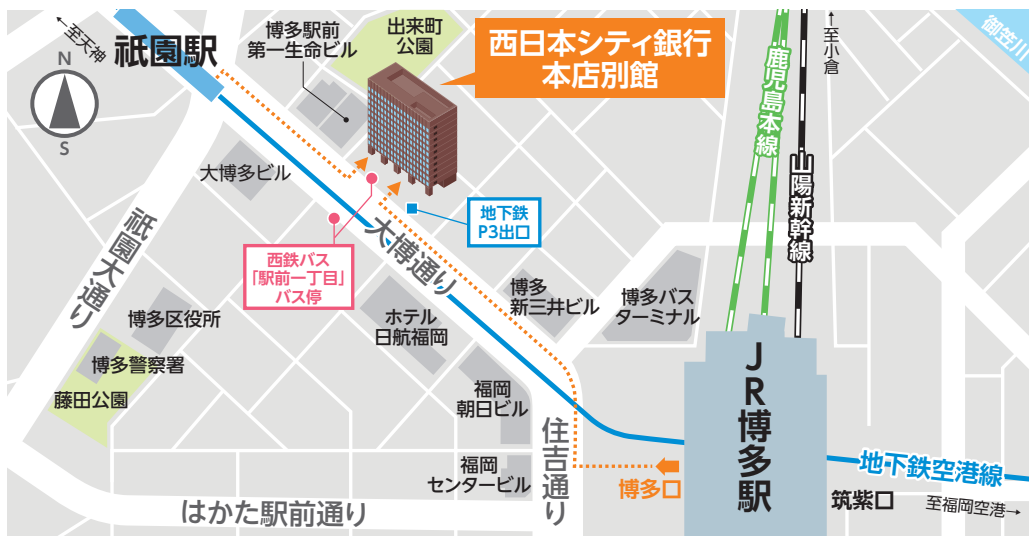 ←至天神
祇園駅
N
S
博多駅前
第一生命ビル
出来町
公園
西日本シティ銀行
本店別館
鹿児島本線
←至小倉
山陽新幹線
御笠川
大博多ビル
祇園大通り
西鉄バス
「駅前一丁目」
バス停
地下鉄
P3出口
大博通り
博多
新三井ビル
博多バス
ターミナル
ホテル
日航福岡
博多区役所
博多警察署
藤田公園
福岡
朝日ビル
福岡
センタービル
住吉通り
はかた駅前通り
博多口
JR博多駅
地下鉄空港線
筑紫口
至福岡空港→